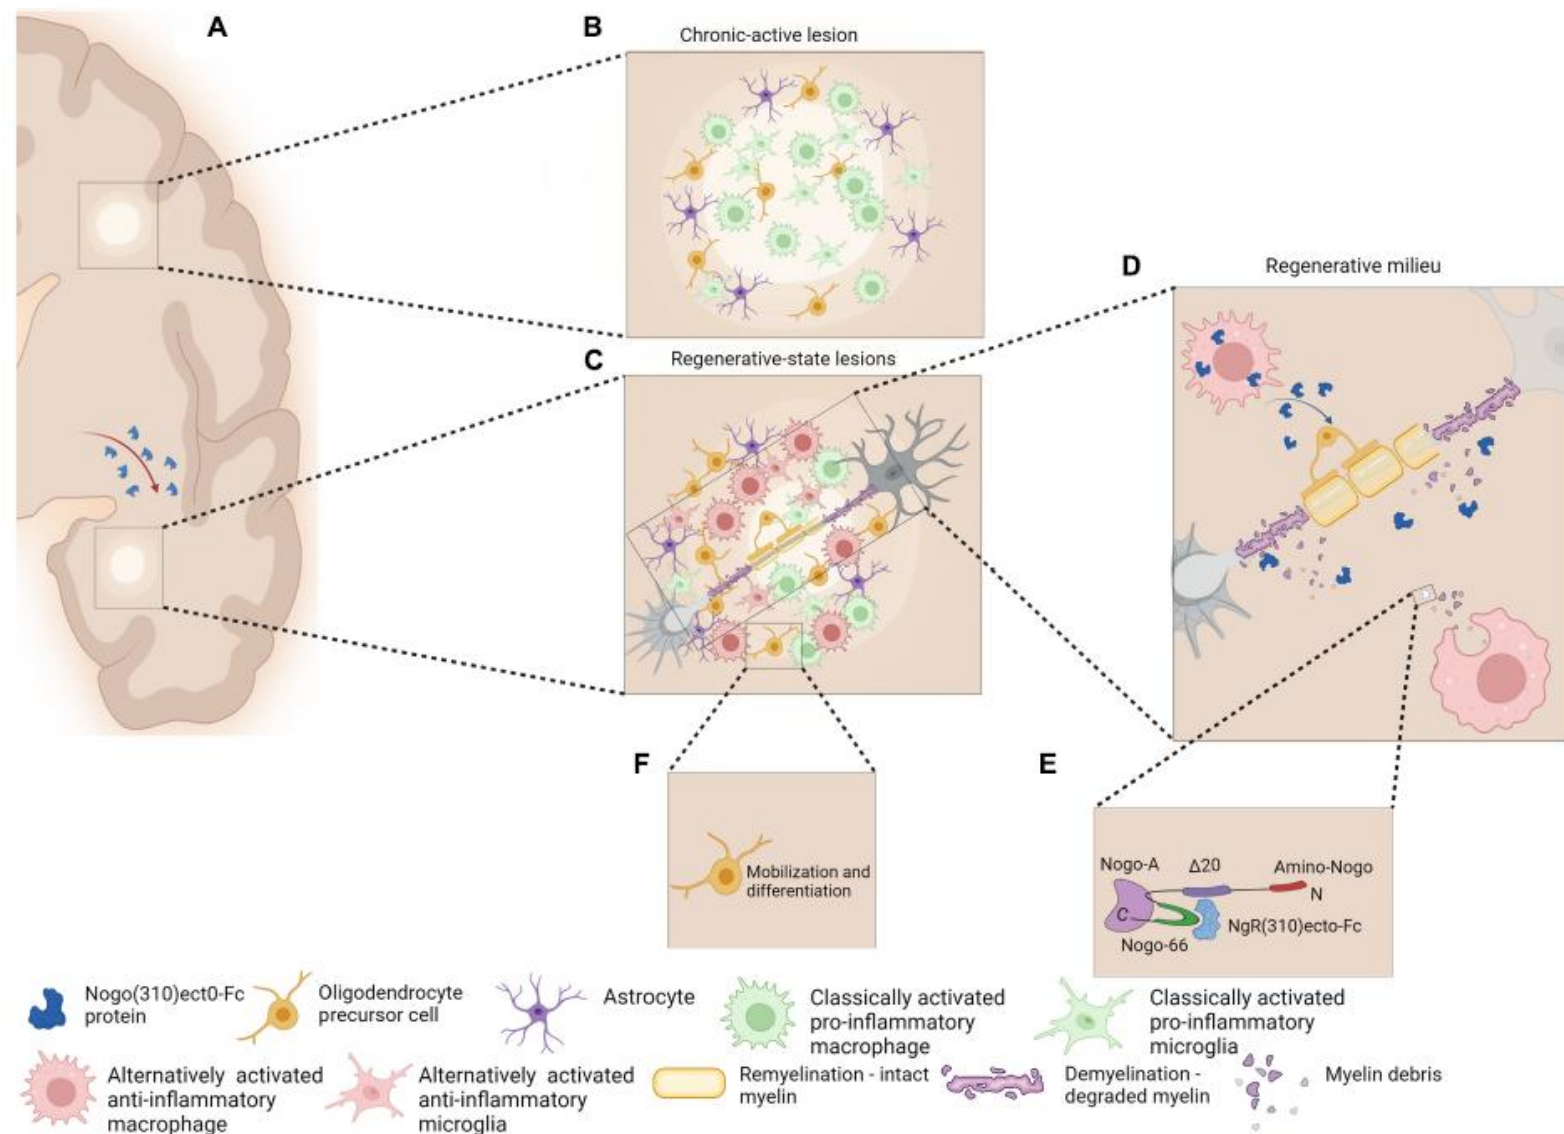 A
B
Chronic-active lesion
C
Regenerative-state lesions
D
Regenerative milieu
F
Mobilization and
differentiation
E
Nogo-A
Δ20
Amino-Nogo
N
C
NgR(310)ecto-Fc
Nogo-66
Nogo(310)ect0-Fc
protein
Oligodendrocyte
precursor cell
Astrocyte
Classically activated
pro-inflammatory
macrophage
Classically activated
pro-inflammatory
microglia
Alternatively activated
anti-inflammatory
macrophage
Alternatively activated
anti-inflammatory
microglia
Remyelination - intact
myelin
Demyelination -
degraded myelin
Myelin debris